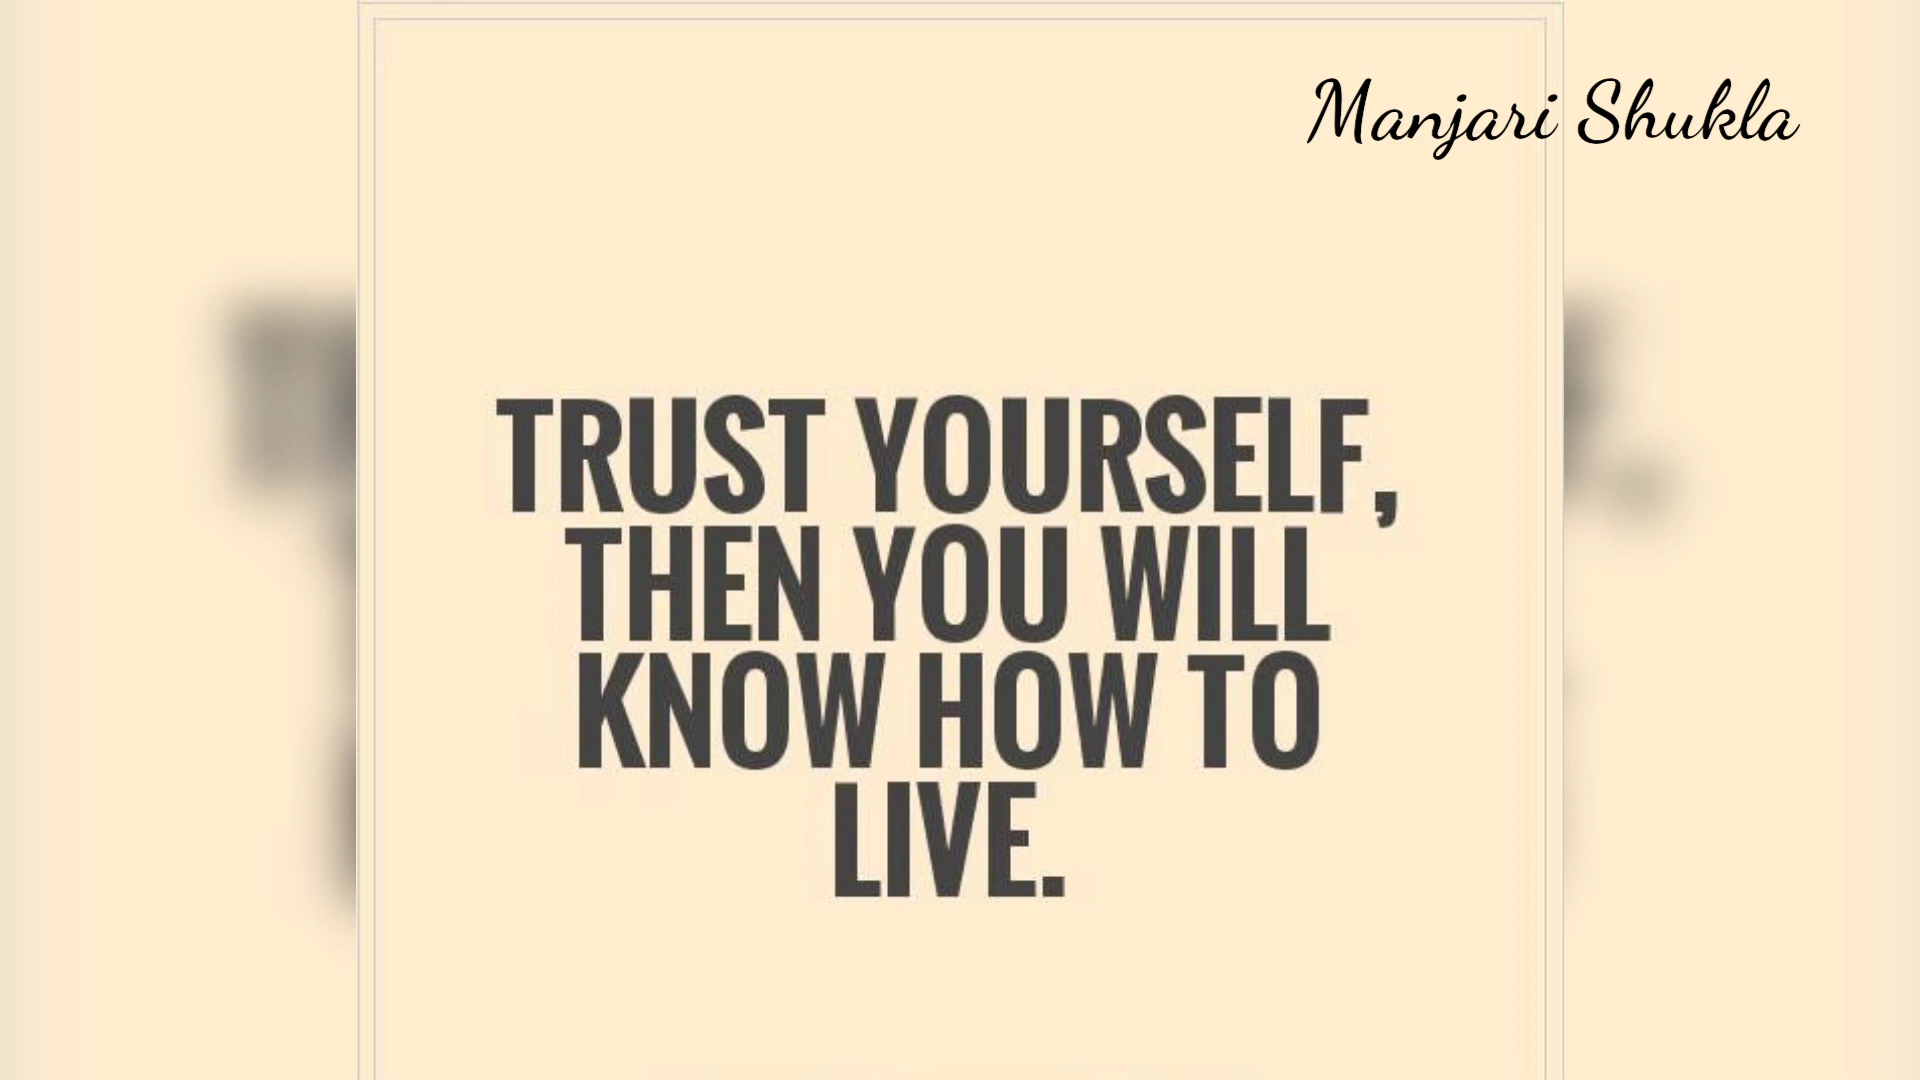 Manjari Shukla
TRUST YOURSELF,
THEN YOU WILL
KNOW HOW TO
LIVE.